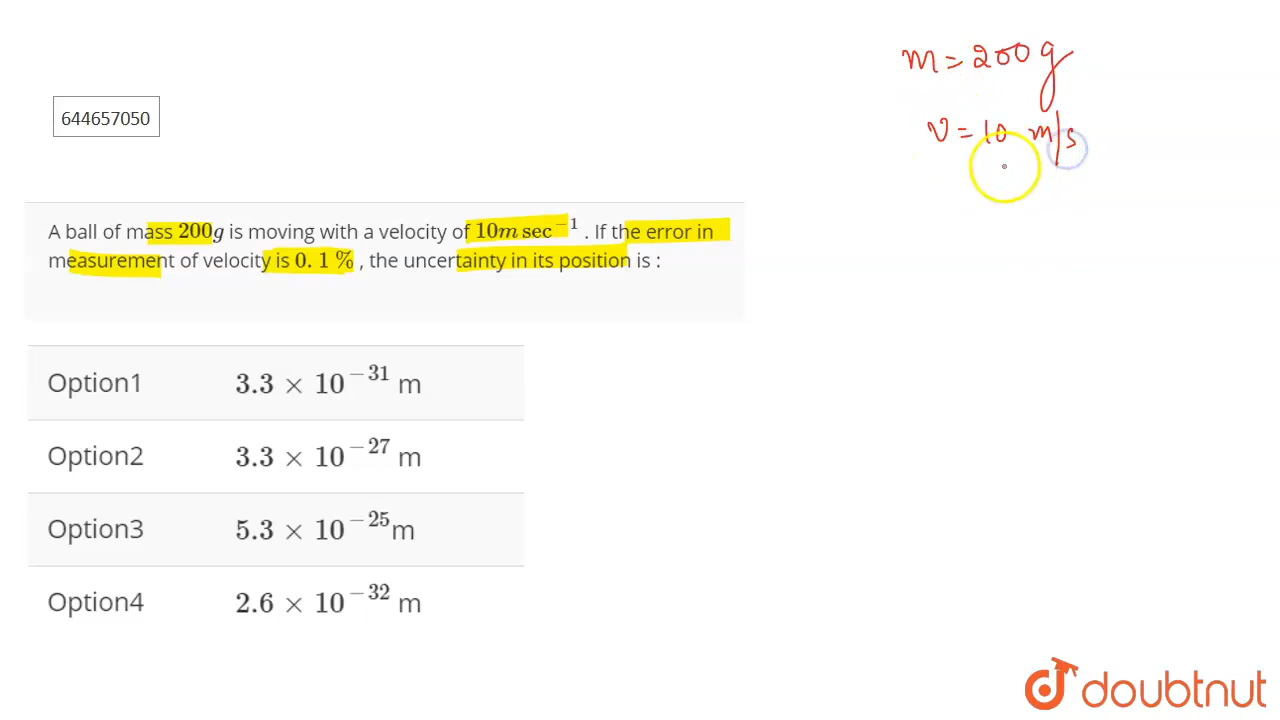 m = 200 g
644657050
v = 10 m/s
A ball of mass 200g is moving with a velocity of 10m sec⁻¹ . If the error in
measurement of velocity is 0. 1 % , the uncertainty in its position is :
Option1 3.3 × 10⁻³¹ m
Option2 3.3 × 10⁻²⁷ m
Option3 5.3 × 10⁻²⁵m
Option4 2.6 × 10⁻³² m
doubtnut